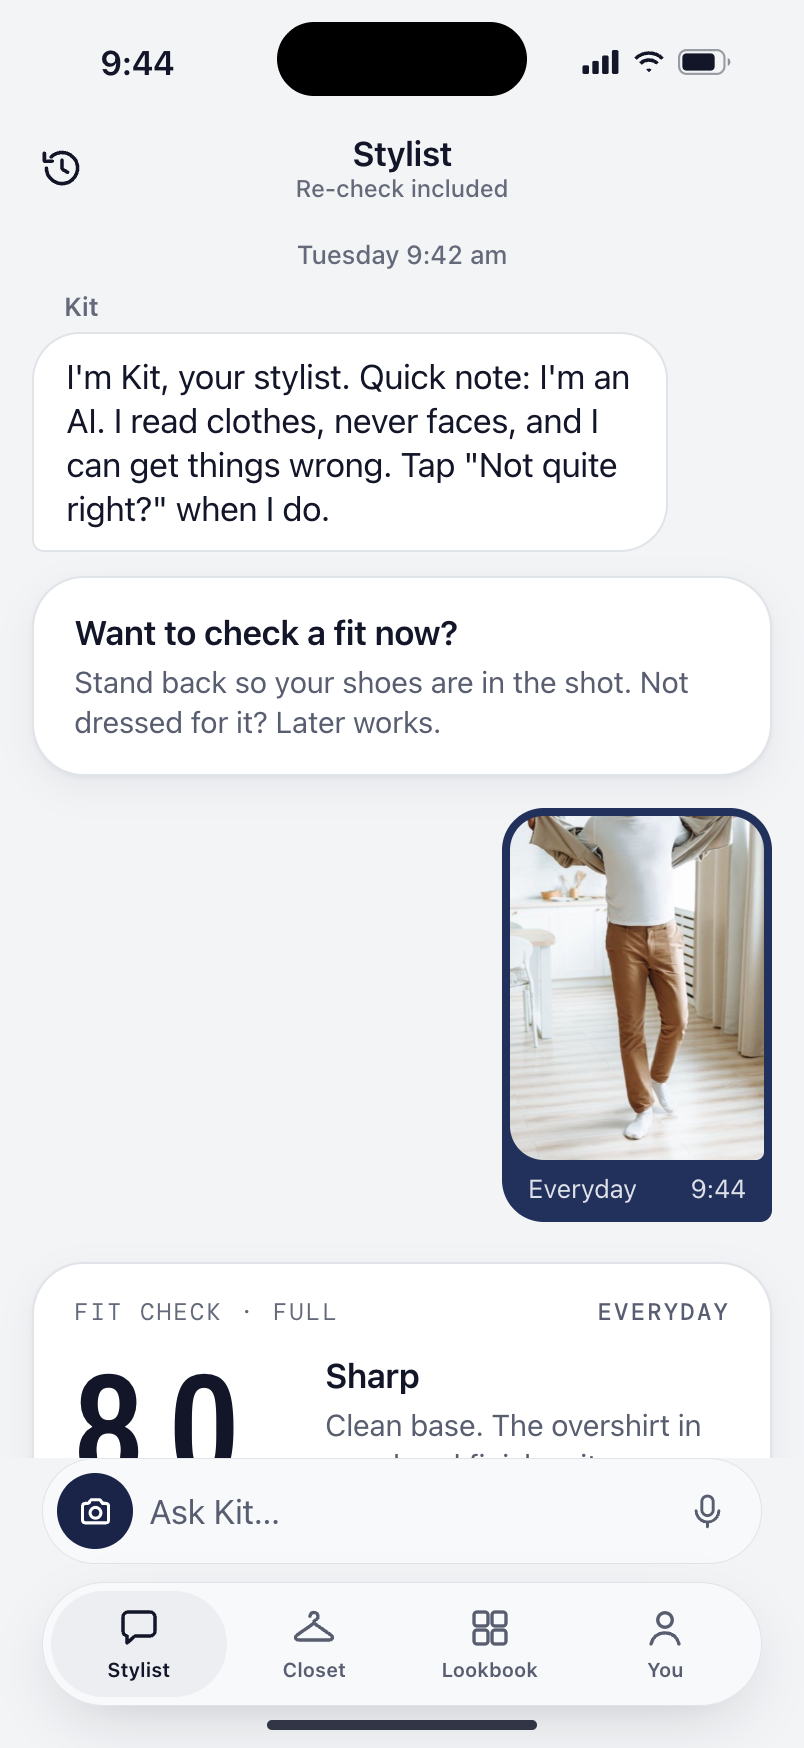 9:44
Stylist
Re-check included
Tuesday 9:42 am
Kit
I'm Kit, your stylist. Quick note: I'm an
AI. I read clothes, never faces, and I
can get things wrong. Tap "Not quite
right?" when I do.
Want to check a fit now?
Stand back so your shoes are in the shot. Not
dressed for it? Later works.
Everyday 9:44
FIT CHECK · FULL EVERYDAY
8.0 Sharp
Clean base. The overshirt in
Ask Kit...
Stylist Closet Lookbook You